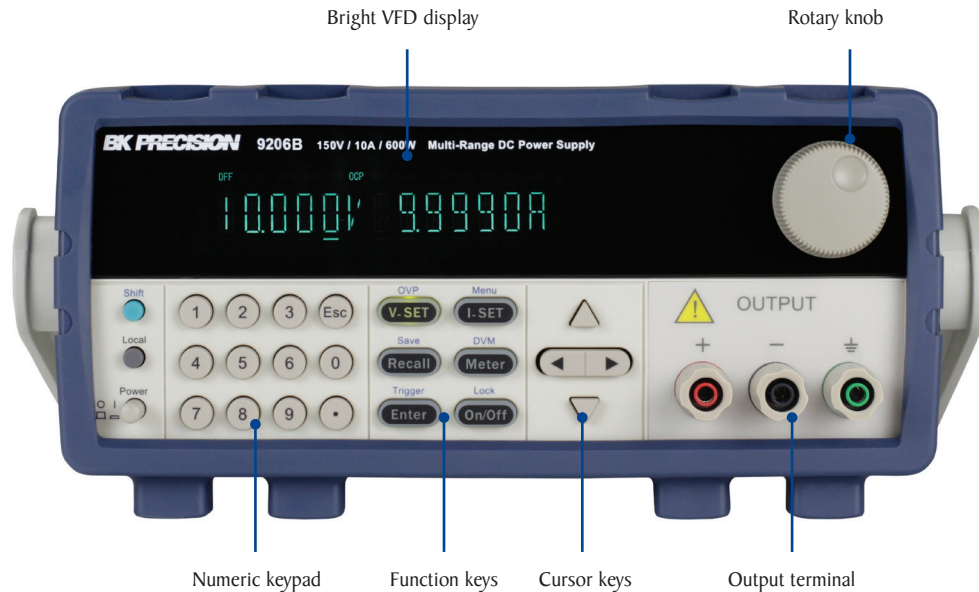 Bright VFD display
Rotary knob
BK PRECISION 9206B 150V / 10A / 600W Multi-Range DC Power Supply
OFF OCP
10.000V 9.9990A
Shift
Local
Power
O I
1 2 3 Esc
4 5 6 0
7 8 9 •
OVP Menu
V-SET I-SET
Save DVM
Recall Meter
Trigger Lock
Enter On/Off
OUTPUT
+ −
Numeric keypad
Function keys
Cursor keys
Output terminal